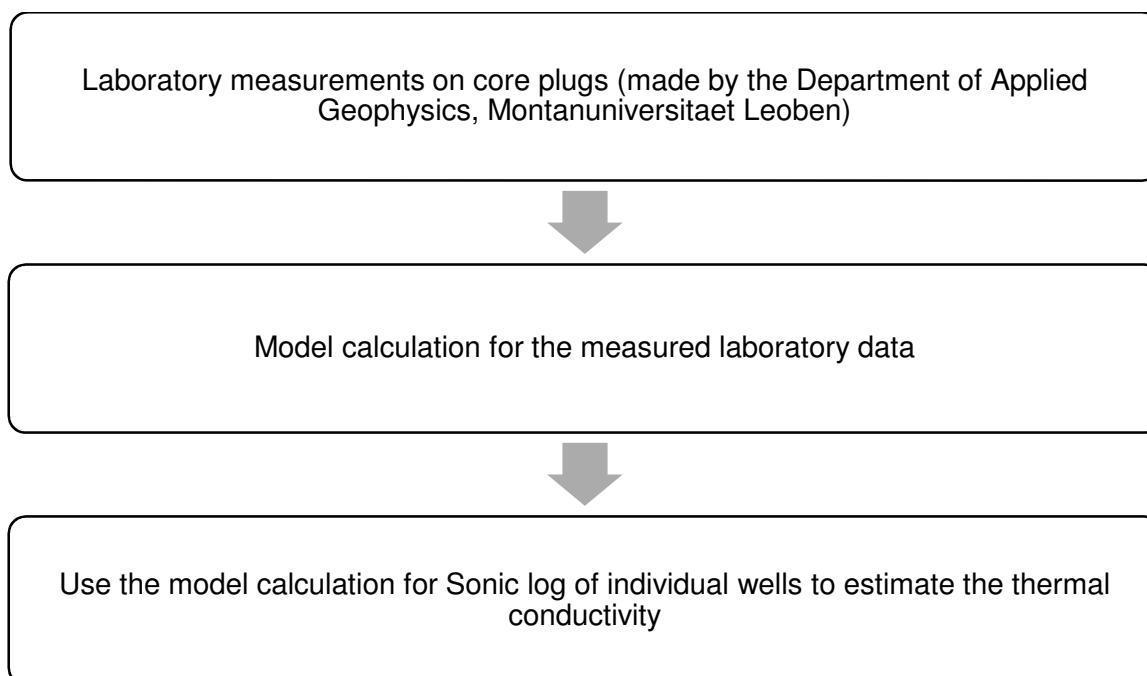 Laboratory measurements on core plugs (made by the Department of Applied
Geophysics, Montanuniversitaet Leoben)
Model calculation for the measured laboratory data
Use the model calculation for Sonic log of individual wells to estimate the thermal
conductivity